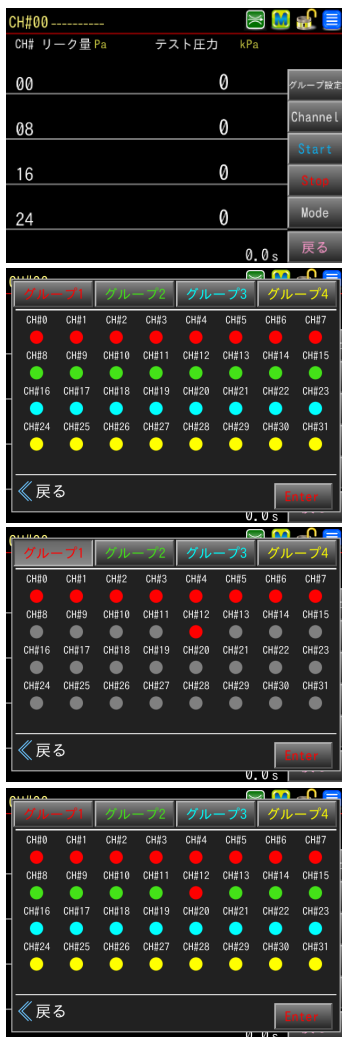 CH#00 ----------
CH# リーク量 Pa テスト圧力 kPa
00 0 グループ設定
08 0 Channel
Start
16 0 Stop
24 0 Mode
0.0 s 戻る
グループ1 グループ2 グループ3 グループ4
CH#0 CH#1 CH#2 CH#3 CH#4 CH#5 CH#6 CH#7
CH#8 CH#9 CH#10 CH#11 CH#12 CH#13 CH#14 CH#15
CH#16 CH#17 CH#18 CH#19 CH#20 CH#21 CH#22 CH#23
CH#24 CH#25 CH#26 CH#27 CH#28 CH#29 CH#30 CH#31
戻る Enter
0.0 s
グループ1 グループ2 グループ3 グループ4
CH#0 CH#1 CH#2 CH#3 CH#4 CH#5 CH#6 CH#7
CH#8 CH#9 CH#10 CH#11 CH#12 CH#13 CH#14 CH#15
CH#16 CH#17 CH#18 CH#19 CH#20 CH#21 CH#22 CH#23
CH#24 CH#25 CH#26 CH#27 CH#28 CH#29 CH#30 CH#31
戻る Enter
0.0 s
グループ1 グループ2 グループ3 グループ4
CH#0 CH#1 CH#2 CH#3 CH#4 CH#5 CH#6 CH#7
CH#8 CH#9 CH#10 CH#11 CH#12 CH#13 CH#14 CH#15
CH#16 CH#17 CH#18 CH#19 CH#20 CH#21 CH#22 CH#23
CH#24 CH#25 CH#26 CH#27 CH#28 CH#29 CH#30 CH#31
戻る Enter